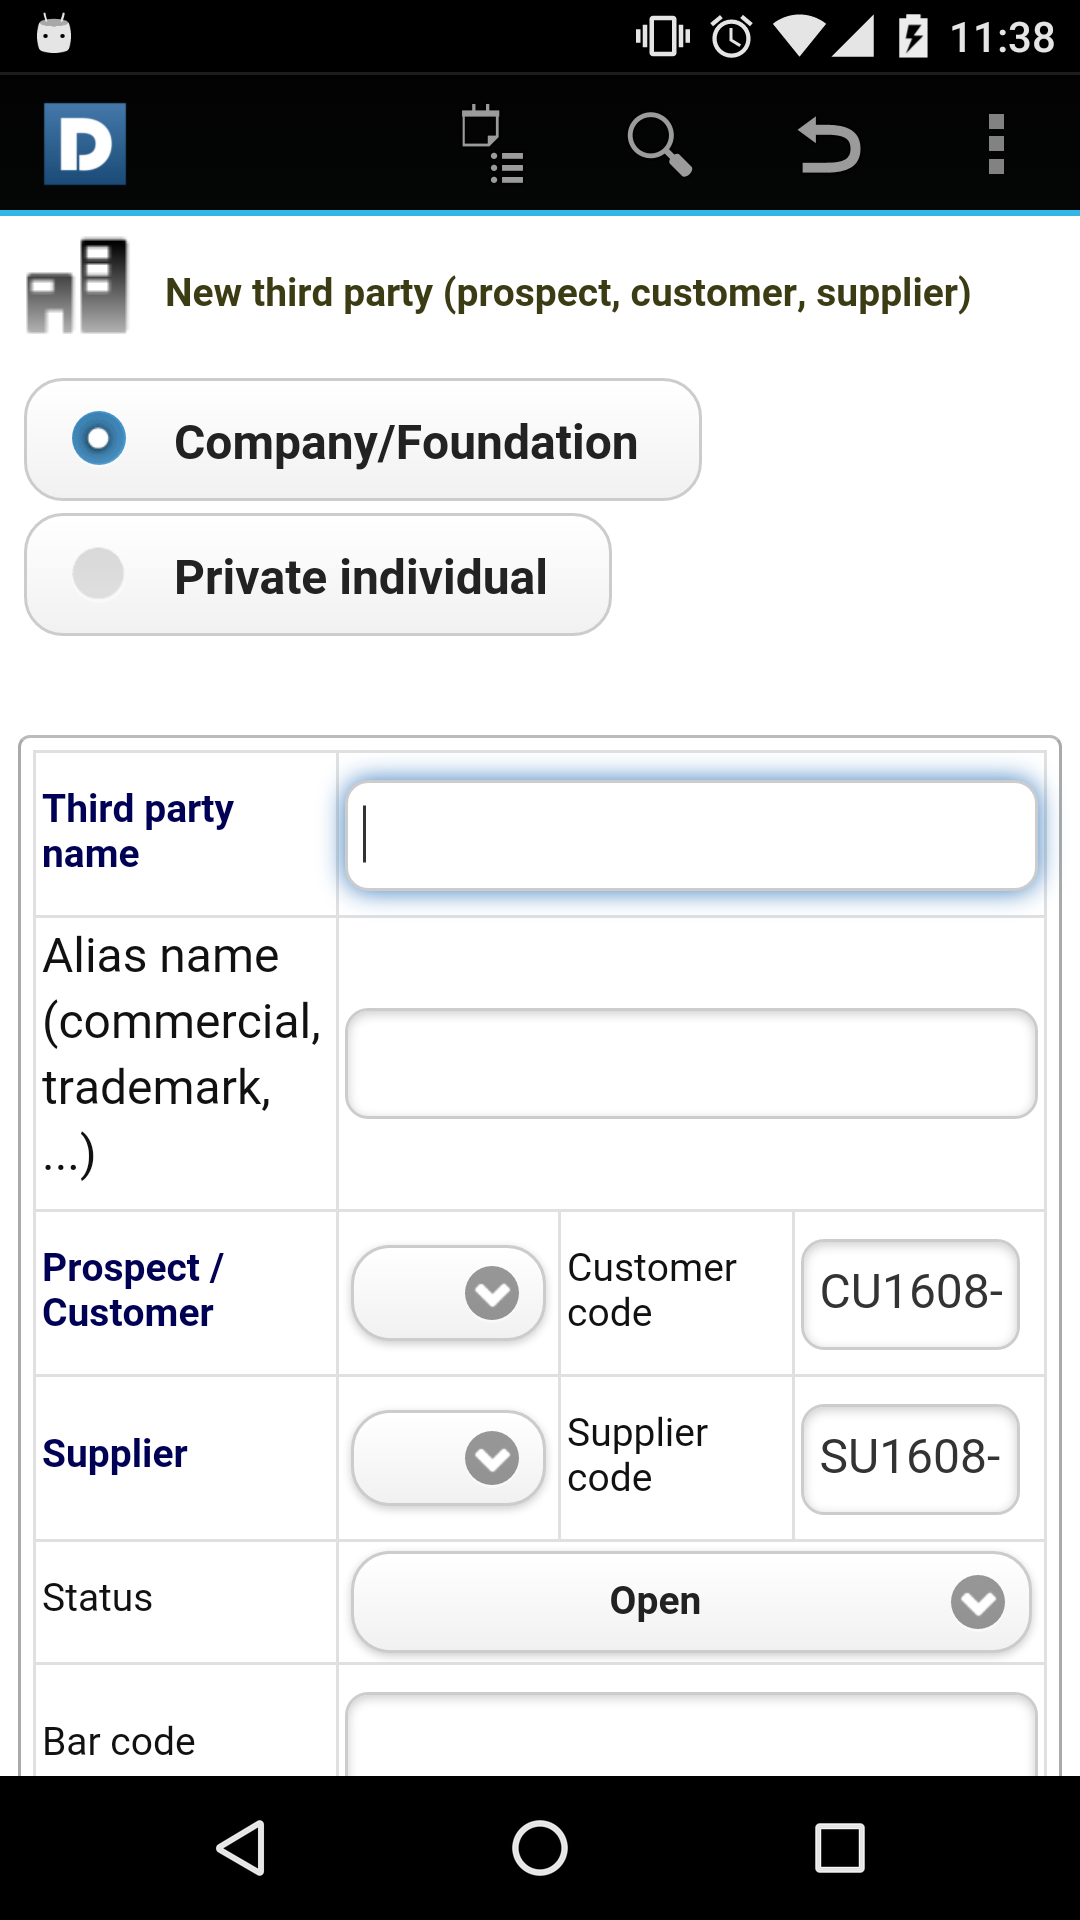 11:38
D
New third party (prospect, customer, supplier)
Company/Foundation
Private individual
Third party
name
Alias name
(commercial,
trademark,
...)
Prospect /
Customer
Customer
code
CU1608-
Supplier
Supplier
code
SU1608-
Status
Open
Bar code